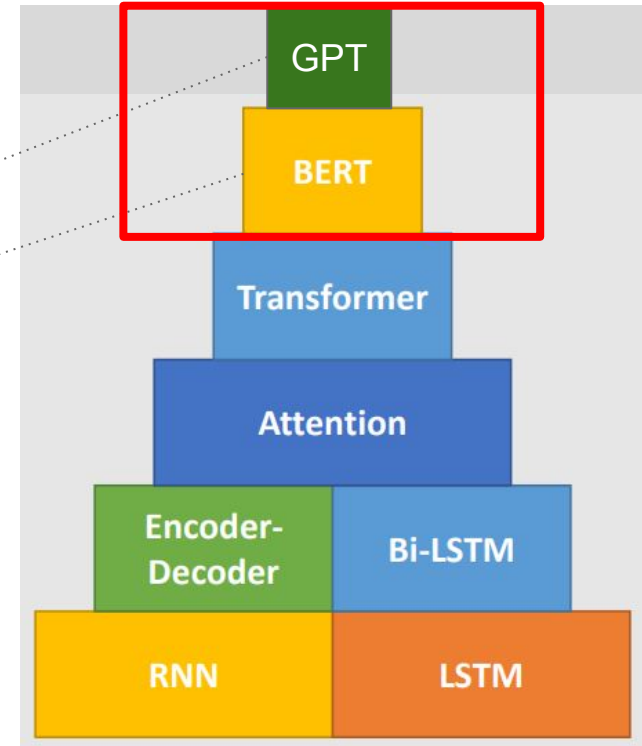 GPT
BERT
Transformer
Attention
Encoder-
Decoder
Bi-LSTM
RNN
LSTM